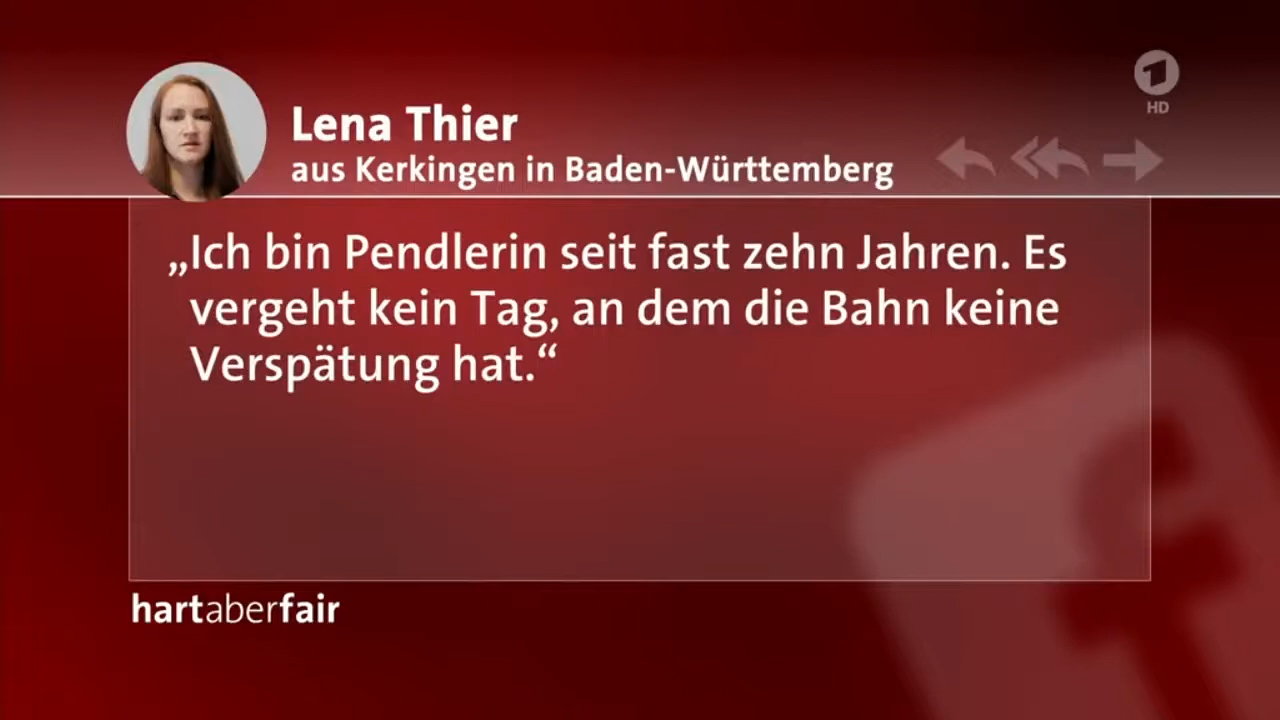 Lena Thier
aus Kerkingen in Baden-Württemberg
HD
„Ich bin Pendlerin seit fast zehn Jahren. Es
vergeht kein Tag, an dem die Bahn keine
Verspätung hat.“
hartaberfair